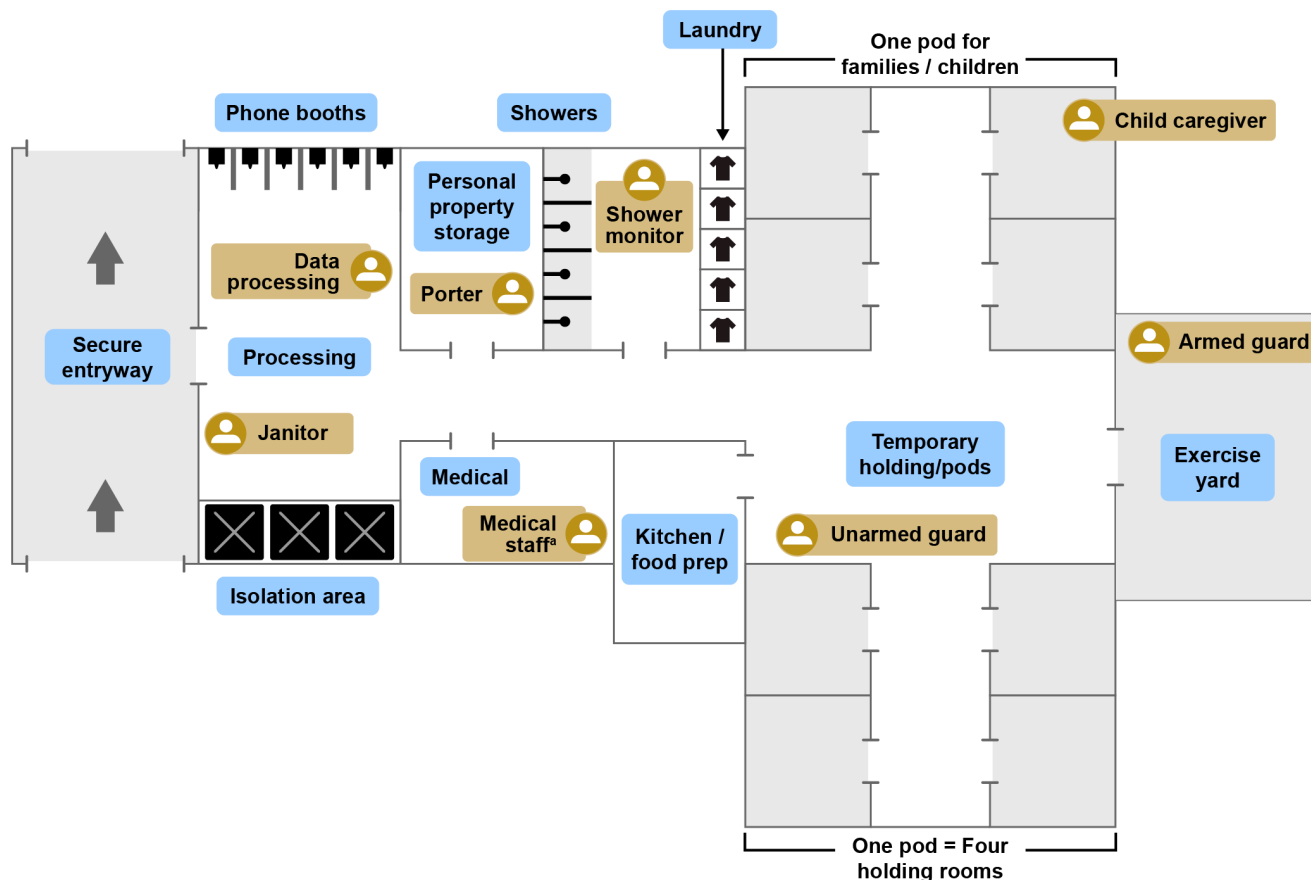 Laundry
One pod for
families / children
Phone booths
Showers
Child caregiver
Personal
property
storage
Shower
monitor
Data
processing
Porter
Secure
entryway
Processing
Armed guard
Janitor
Temporary
holding/pods
Exercise
yard
Medical
Medical
staffᵃ
Kitchen /
food prep
Unarmed guard
Isolation area
One pod = Four
holding rooms